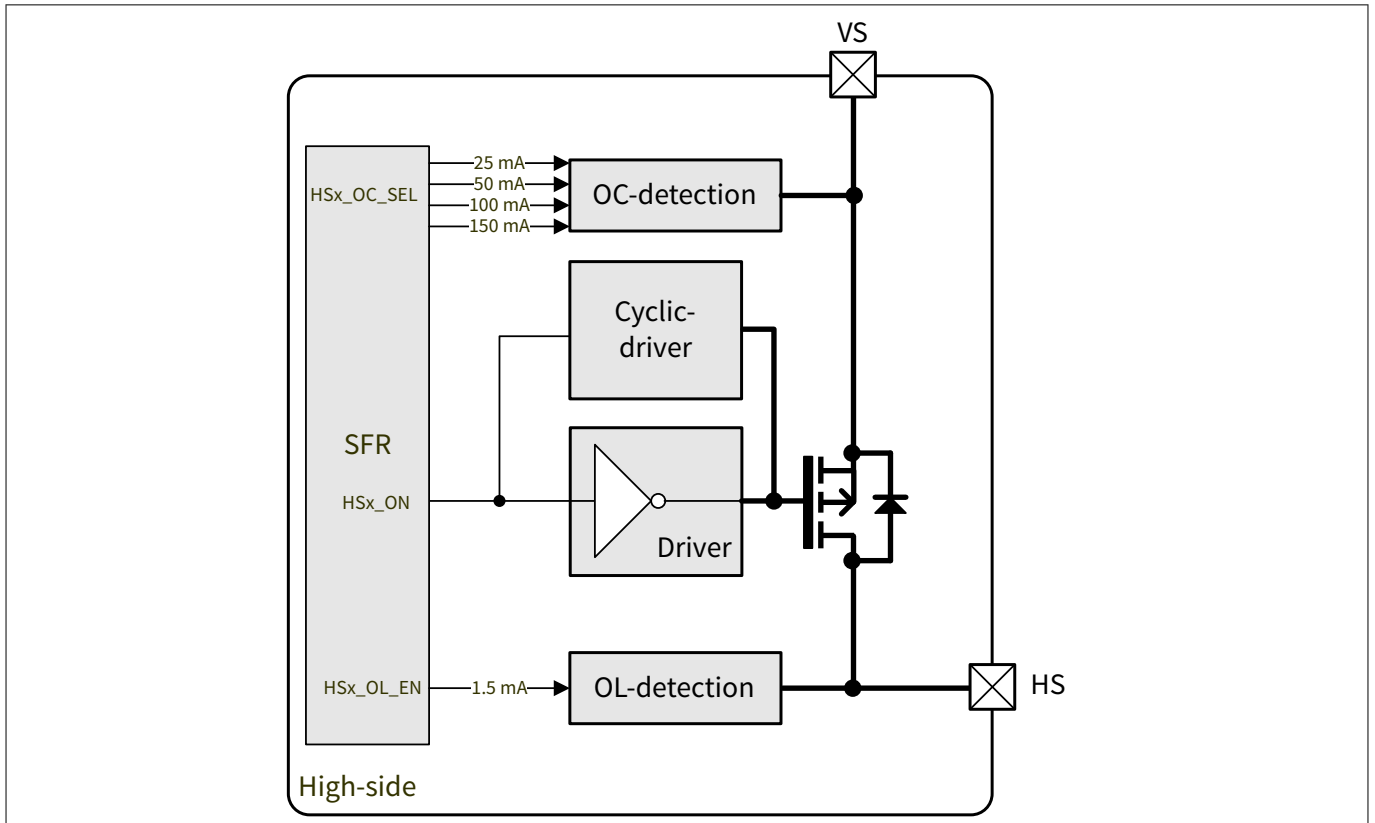 VS
25 mA
50 mA
100 mA
150 mA
HSx_OC_SEL
OC-detection
Cyclic-
driver
SFR
HSx_ON
Driver
HSx_OL_EN
1.5 mA
OL-detection
HS
High-side